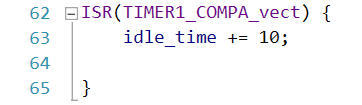 62 ISR(TIMER1_COMPA_vect) {
63 idle_time += 10;
64
65 }